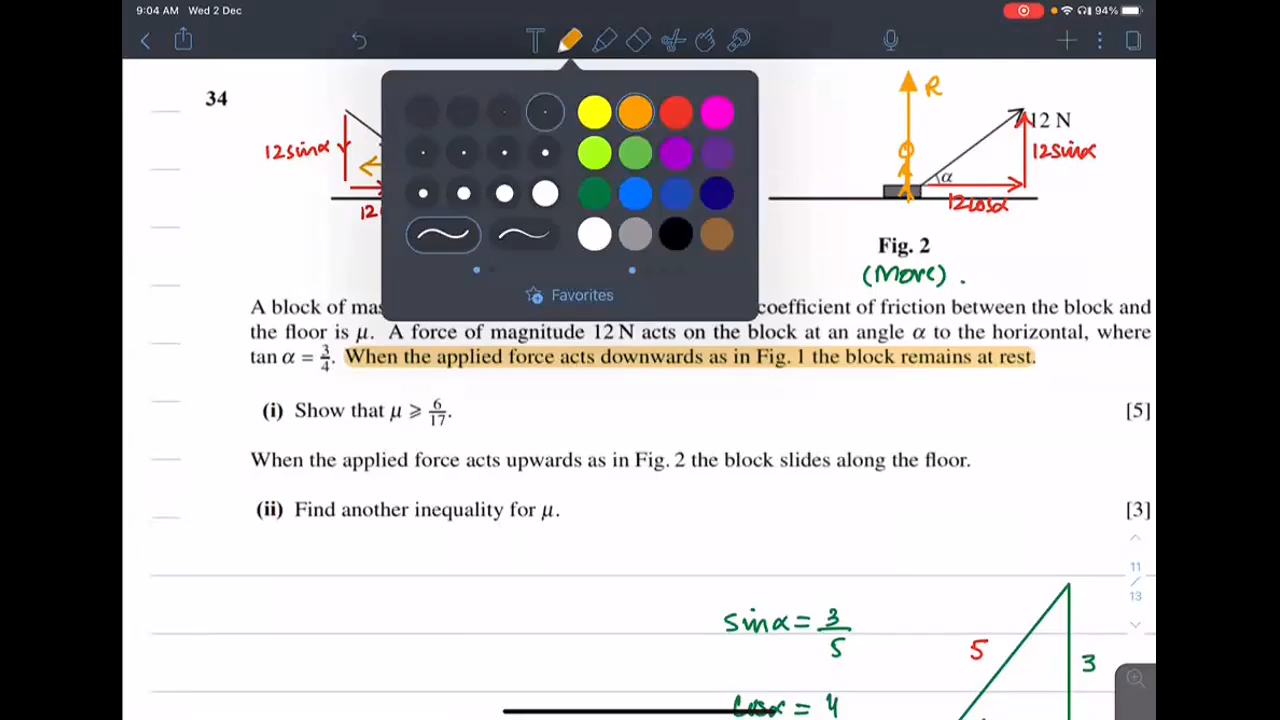 9:04 AM Wed 2 Dec
94%
34
R
12 N
12sinα
α
12sinα
12cosα
12
Fig. 2
(More).
Favorites
A block of mas coefficient of friction between the block and
the floor is μ. A force of magnitude 12 N acts on the block at an angle α to the horizontal, where
tan α = 3/4. When the applied force acts downwards as in Fig. 1 the block remains at rest.
(i) Show that μ ⩾ 6/17. [5]
When the applied force acts upwards as in Fig. 2 the block slides along the floor.
(ii) Find another inequality for μ. [3]
11
/
13
sinα = 3/5
5
3
cosα = 4